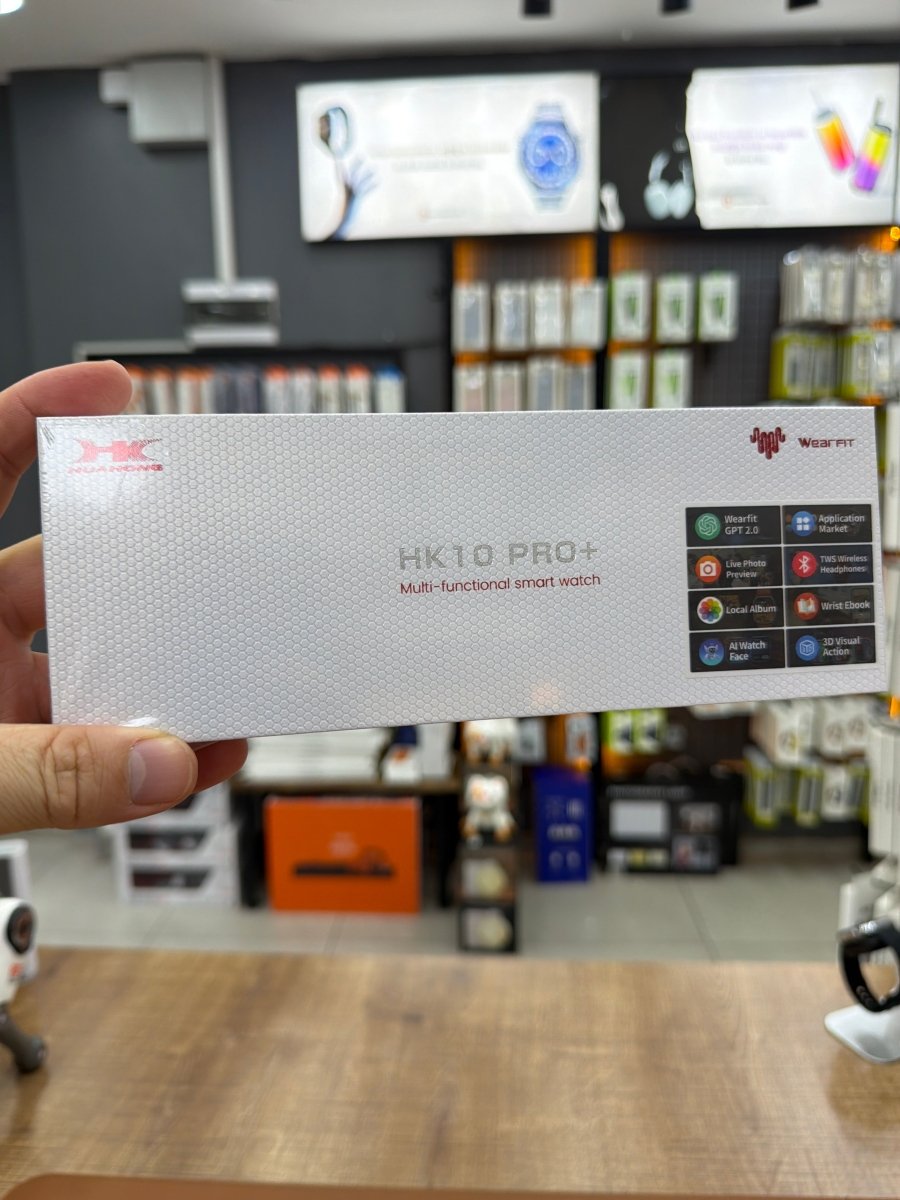 HK
HUAHONG
WearFit
HK10 PRO+
Multi-functional smart watch
Wearfit
GPT 2.0
Application
Market
Live Photo
Preview
TWS Wireless
Headphones
Local Album
Wrist Ebook
AI Watch
Face
3D Visual
Action